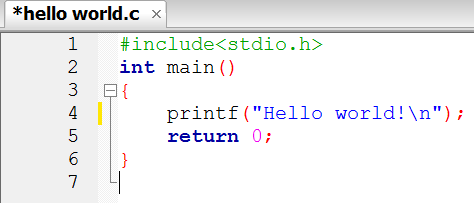 *hello world.c ×
1 #include<stdio.h>
2 int main()
3 {
4     printf("Hello world!\n");
5     return 0;
6 }
7